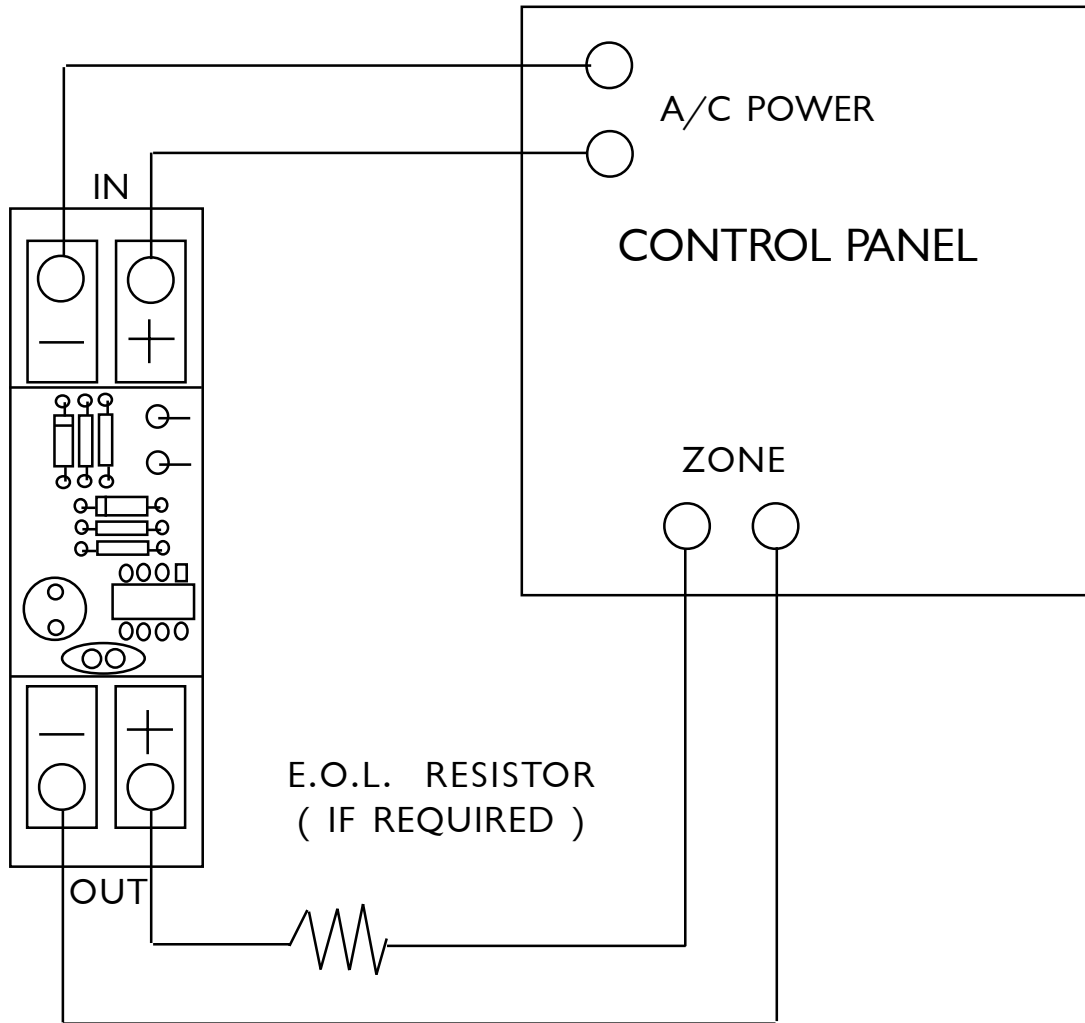 IN
A/C POWER
CONTROL PANEL
— +
ZONE
— +
E.O.L. RESISTOR
( IF REQUIRED )
OUT